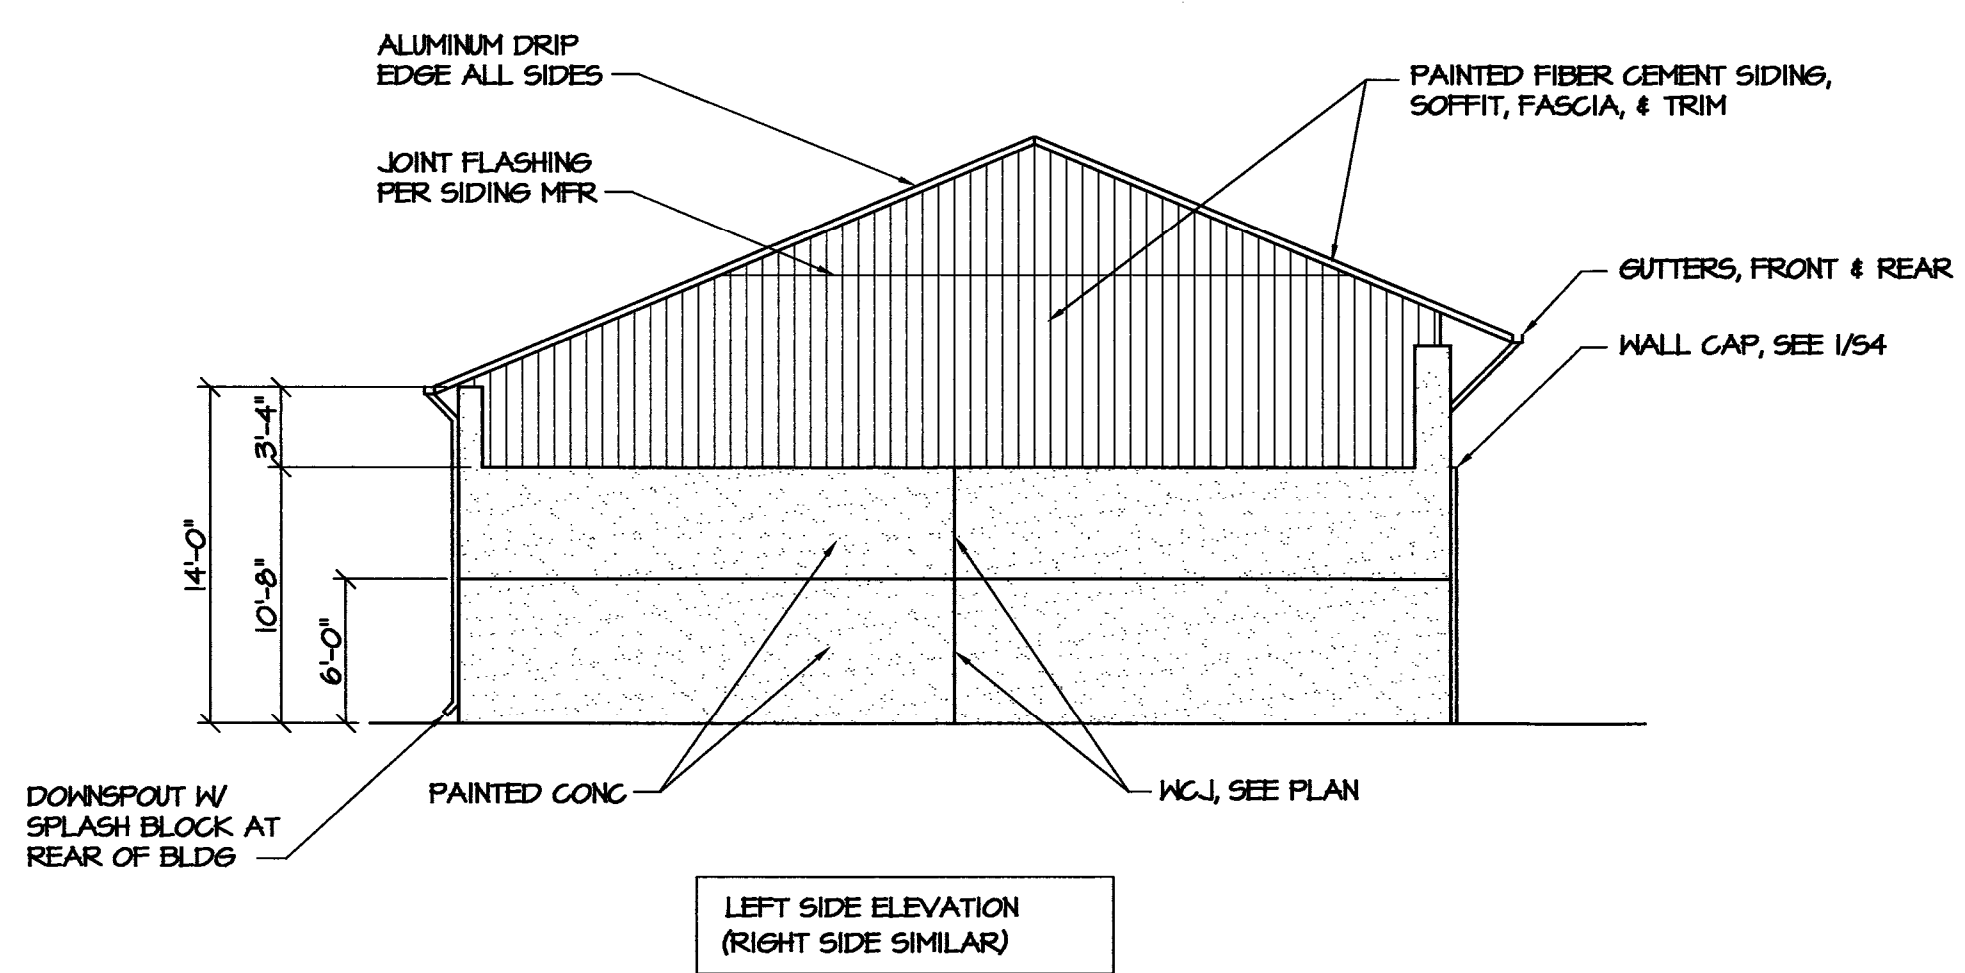 ALUMINUM DRIP
EDGE ALL SIDES
PAINTED FIBER CEMENT SIDING,
SOFFIT, FASCIA, & TRIM
JOINT FLASHING
PER SIDING MFR
GUTTERS, FRONT & REAR
WALL CAP, SEE 1/S4
3'-4"
14'-0"
10'-8"
6'-0"
PAINTED CONC
WCJ, SEE PLAN
DOWNSPOUT W/
SPLASH BLOCK AT
REAR OF BLDG
LEFT SIDE ELEVATION
(RIGHT SIDE SIMILAR)